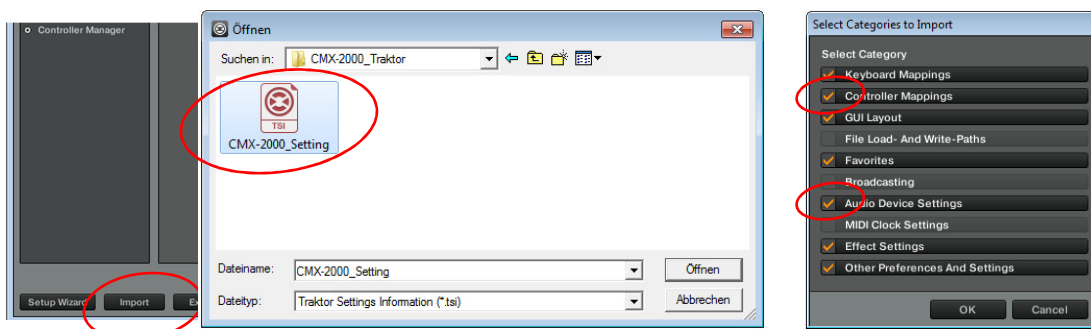 Controller Manager
Setup Wizard
Import
Öffnen
Suchen in:
CMX-2000_Traktor
TSI
CMX-2000_Setting
Dateiname:
CMX-2000_Setting
Öffnen
Dateityp:
Traktor Settings Information (*.tsi)
Abbrechen
Select Categories to Import
Select Category
Keyboard Mappings
Controller Mappings
GUI Layout
File Load- And Write-Paths
Favorites
Broadcasting
Audio Device Settings
MIDI Clock Settings
Effect Settings
Other Preferences And Settings
OK
Cancel